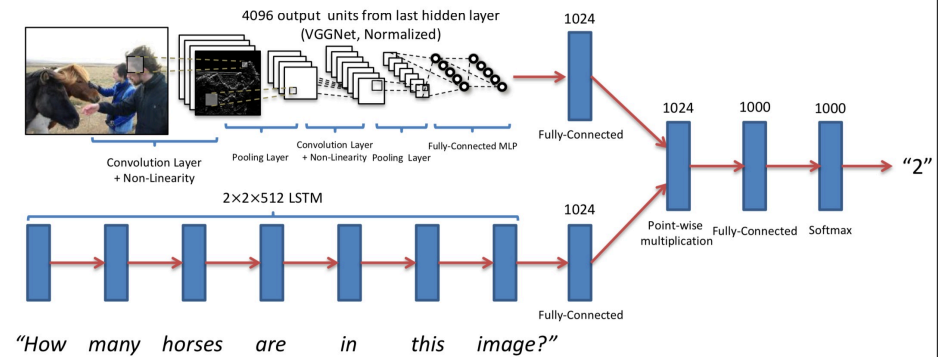 4096 output units from last hidden layer
(VGGNet, Normalized)
1024
Fully-Connected
Convolution Layer
+ Non-Linearity
Pooling Layer
Convolution Layer
+ Non-Linearity
Pooling Layer
Fully-Connected MLP
1024
1000
1000
“2”
Point-wise
multiplication
Fully-Connected
Softmax
2×2×512 LSTM
1024
Fully-Connected
“How many horses are in this image?”